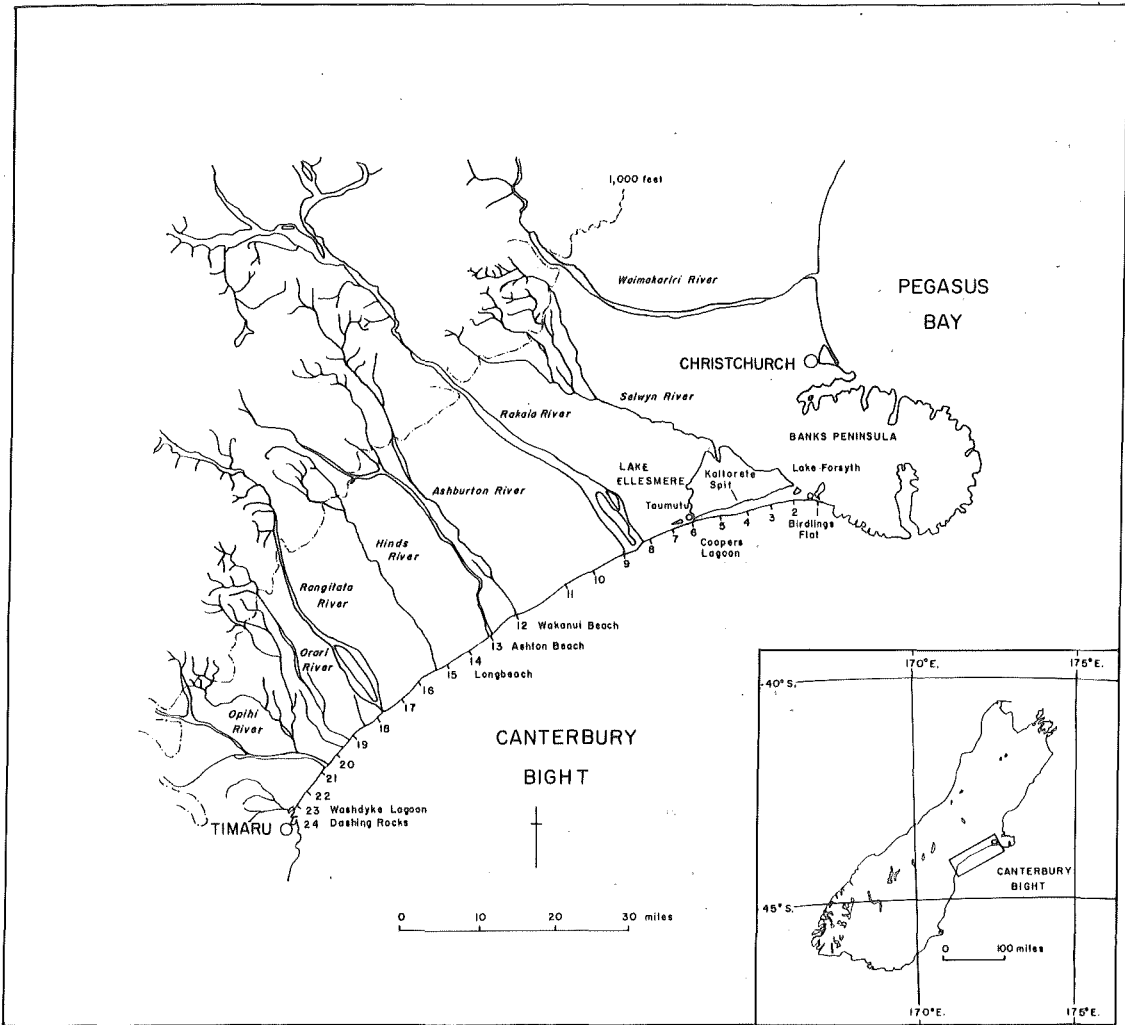 1,000 feet
Waimakariri River
PEGASUS
BAY
CHRISTCHURCH
Selwyn River
Rakaia River
BANKS PENINSULA
LAKE
ELLESMERE
Kaitorete
Spit
Lake Forsyth
Taumutu
Ashburton River
1
2
3
4
5
6
7
8
9
10
11
12
13
14
15
16
17
18
19
20
21
22
23
24
Birdlings
Flat
Coopers
Lagoon
Hinds
River
Rangitata
River
Wakanui Beach
Ashton Beach
Longbeach
Orari
River
Opihi
River
CANTERBURY
BIGHT
Washdyke Lagoon
Dashing Rocks
TIMARU
0 10 20 30 miles
170°E. 175°E.
40°S.
CANTERBURY
BIGHT
45°S.
0 100 miles
170°E. 175°E.